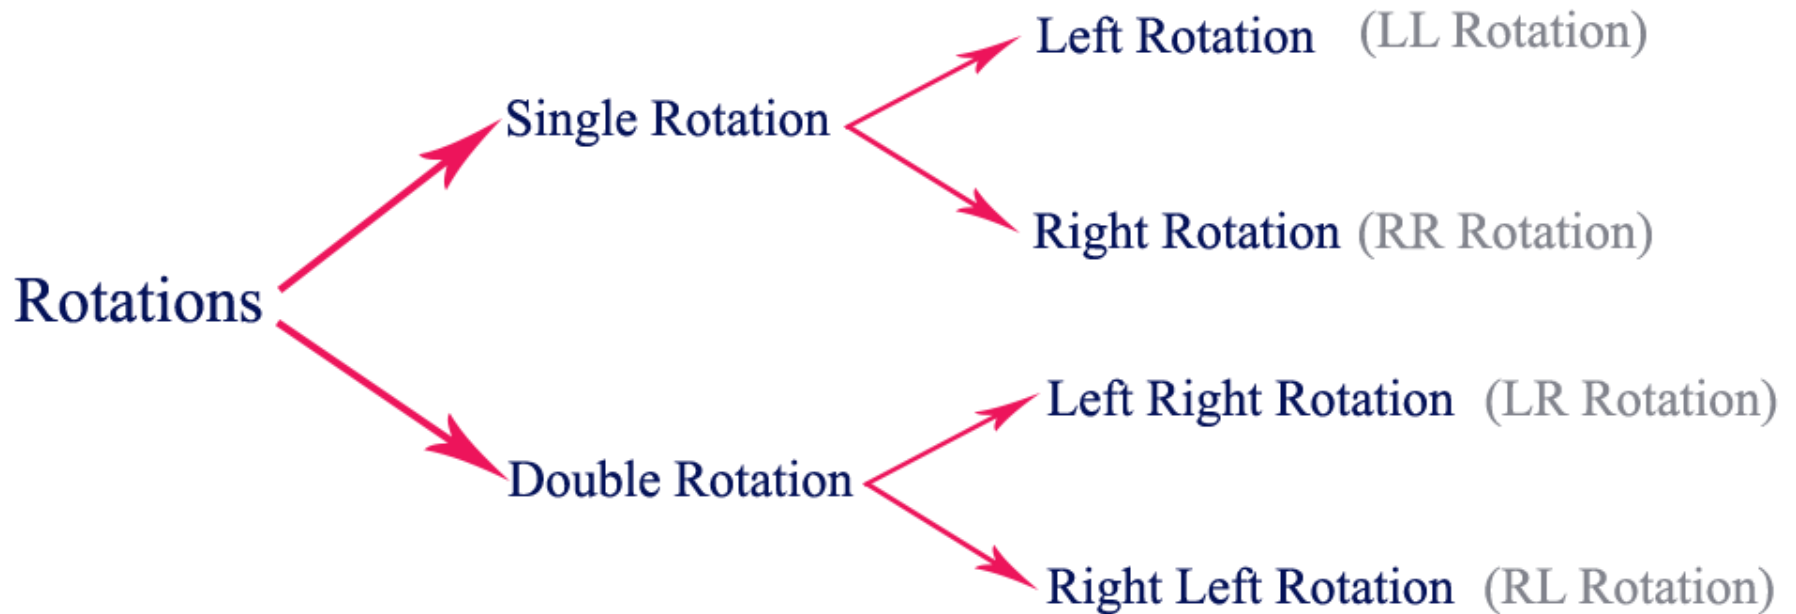 Left Rotation (LL Rotation)
Single Rotation
Right Rotation (RR Rotation)
Rotations
Left Right Rotation (LR Rotation)
Double Rotation
Right Left Rotation (RL Rotation)